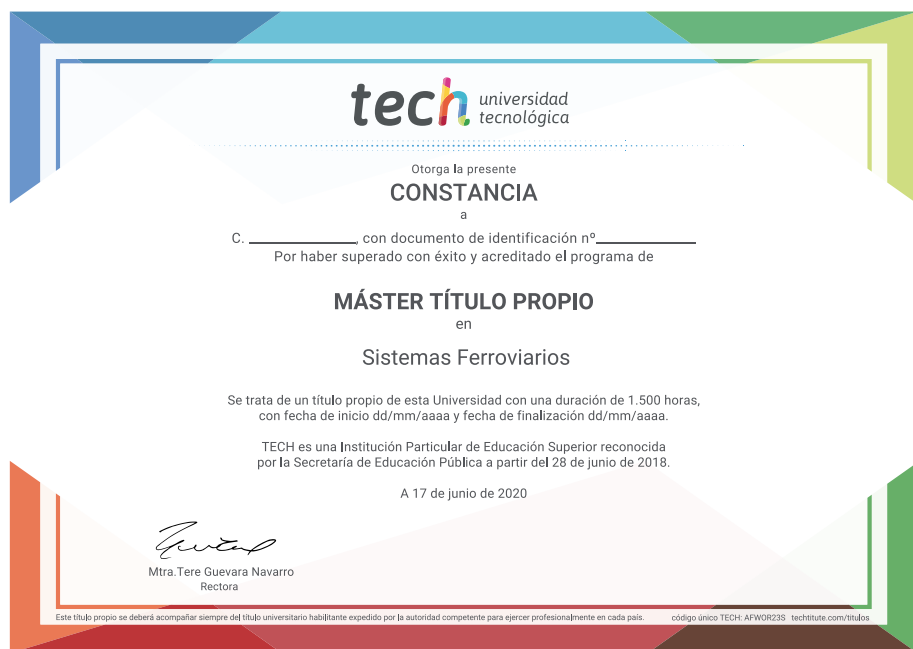 tech universidad
tecnológica
Otorga la presente
CONSTANCIA
a
C. ____________, con documento de identificación nº____________
Por haber superado con éxito y acreditado el programa de
MÁSTER TÍTULO PROPIO
en
Sistemas Ferroviarios
Se trata de un título propio de esta Universidad con una duración de 1.500 horas,
con fecha de inicio dd/mm/aaaa y fecha de finalización dd/mm/aaaa.
TECH es una Institución Particular de Educación Superior reconocida
por la Secretaría de Educación Pública a partir del 28 de junio de 2018.
A 17 de junio de 2020
Mtra.Tere Guevara Navarro
Rectora
Este título propio se deberá acompañar siempre del título universitario habilitante expedido por la autoridad competente para ejercer profesionalmente en cada país. código único TECH: AFWOR23S techtitute.com/titulos